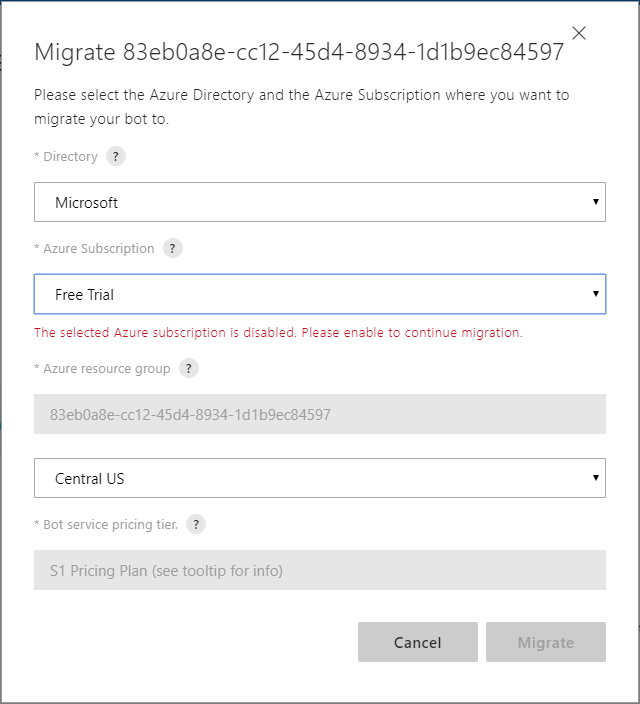 Migrate 83eb0a8e-cc12-45d4-8934-1d1b9ec84597
Please select the Azure Directory and the Azure Subscription where you want to
migrate your bot to.
* Directory ?
Microsoft
* Azure Subscription ?
Free Trial
The selected Azure subscription is disabled. Please enable to continue migration.
* Azure resource group ?
83eb0a8e-cc12-45d4-8934-1d1b9ec84597
Central US
* Bot service pricing tier. ?
S1 Pricing Plan (see tooltip for info)
Cancel Migrate